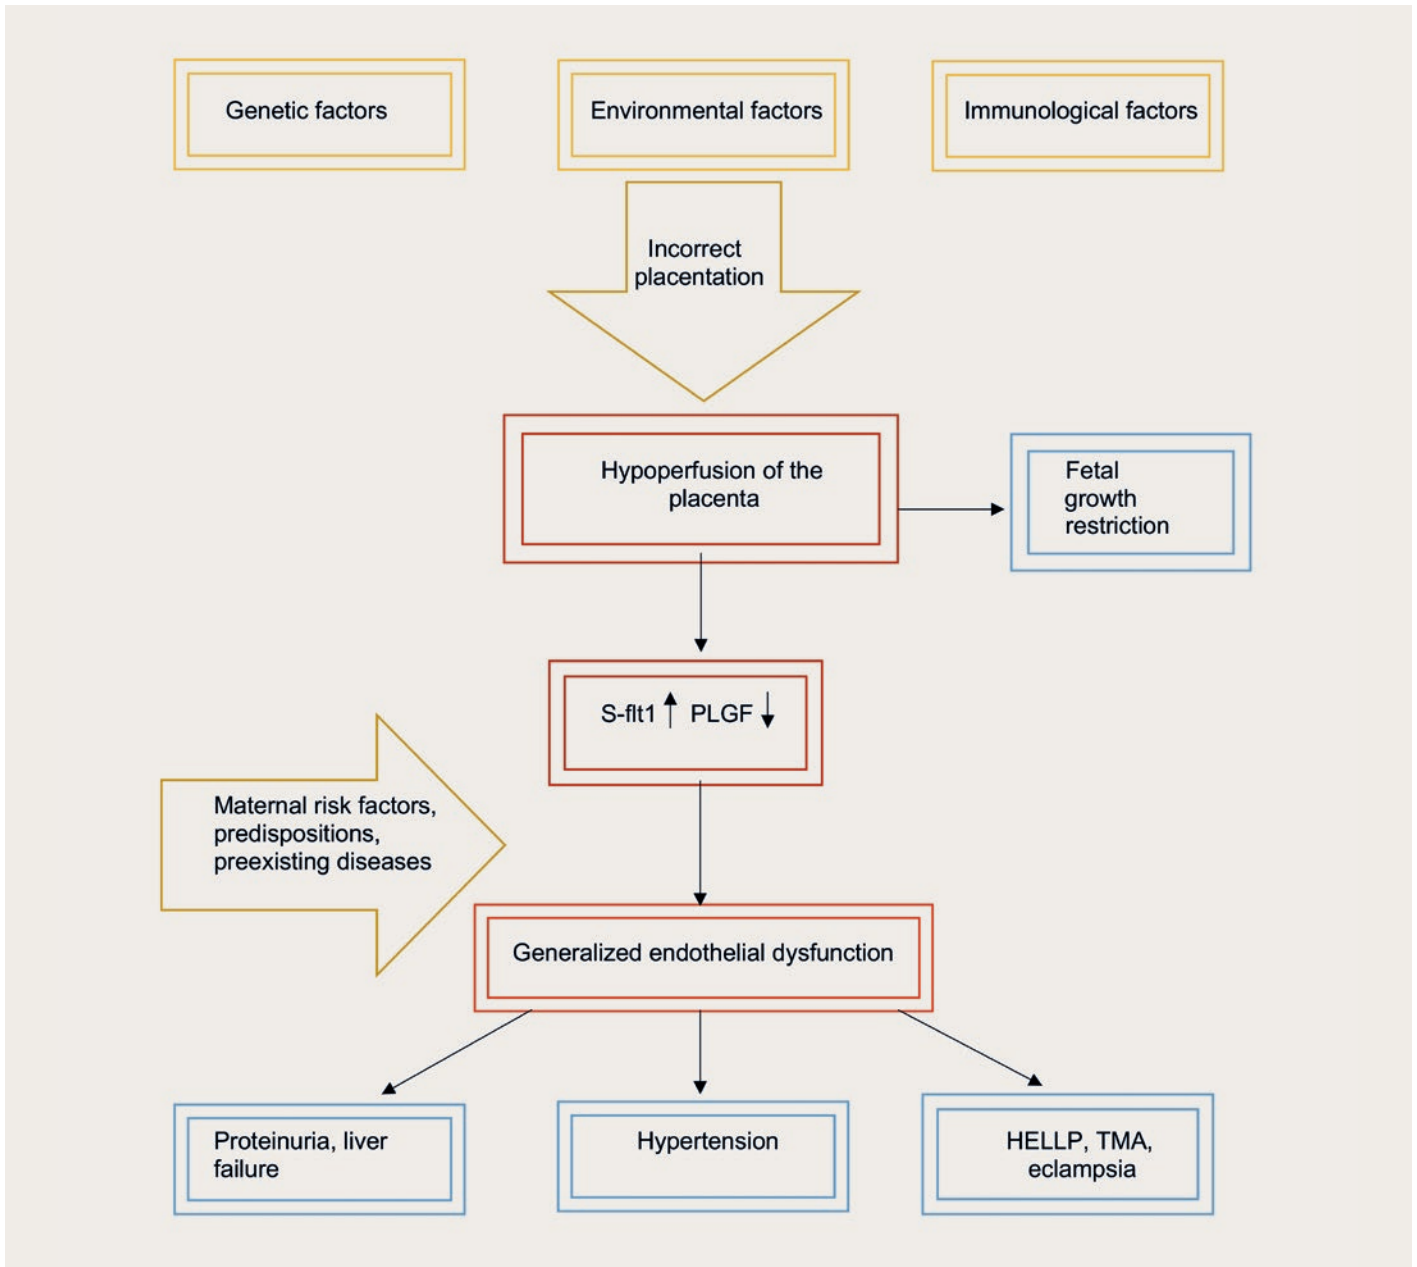 Genetic factors
Environmental factors
Immunological factors
Incorrect
placentation
Hypoperfusion of the
placenta
Fetal
growth
restriction
S-flt1 ↑ PLGF ↓
Maternal risk factors,
predispositions,
preexisting diseases
Generalized endothelial dysfunction
Proteinuria, liver
failure
Hypertension
HELLP, TMA,
eclampsia